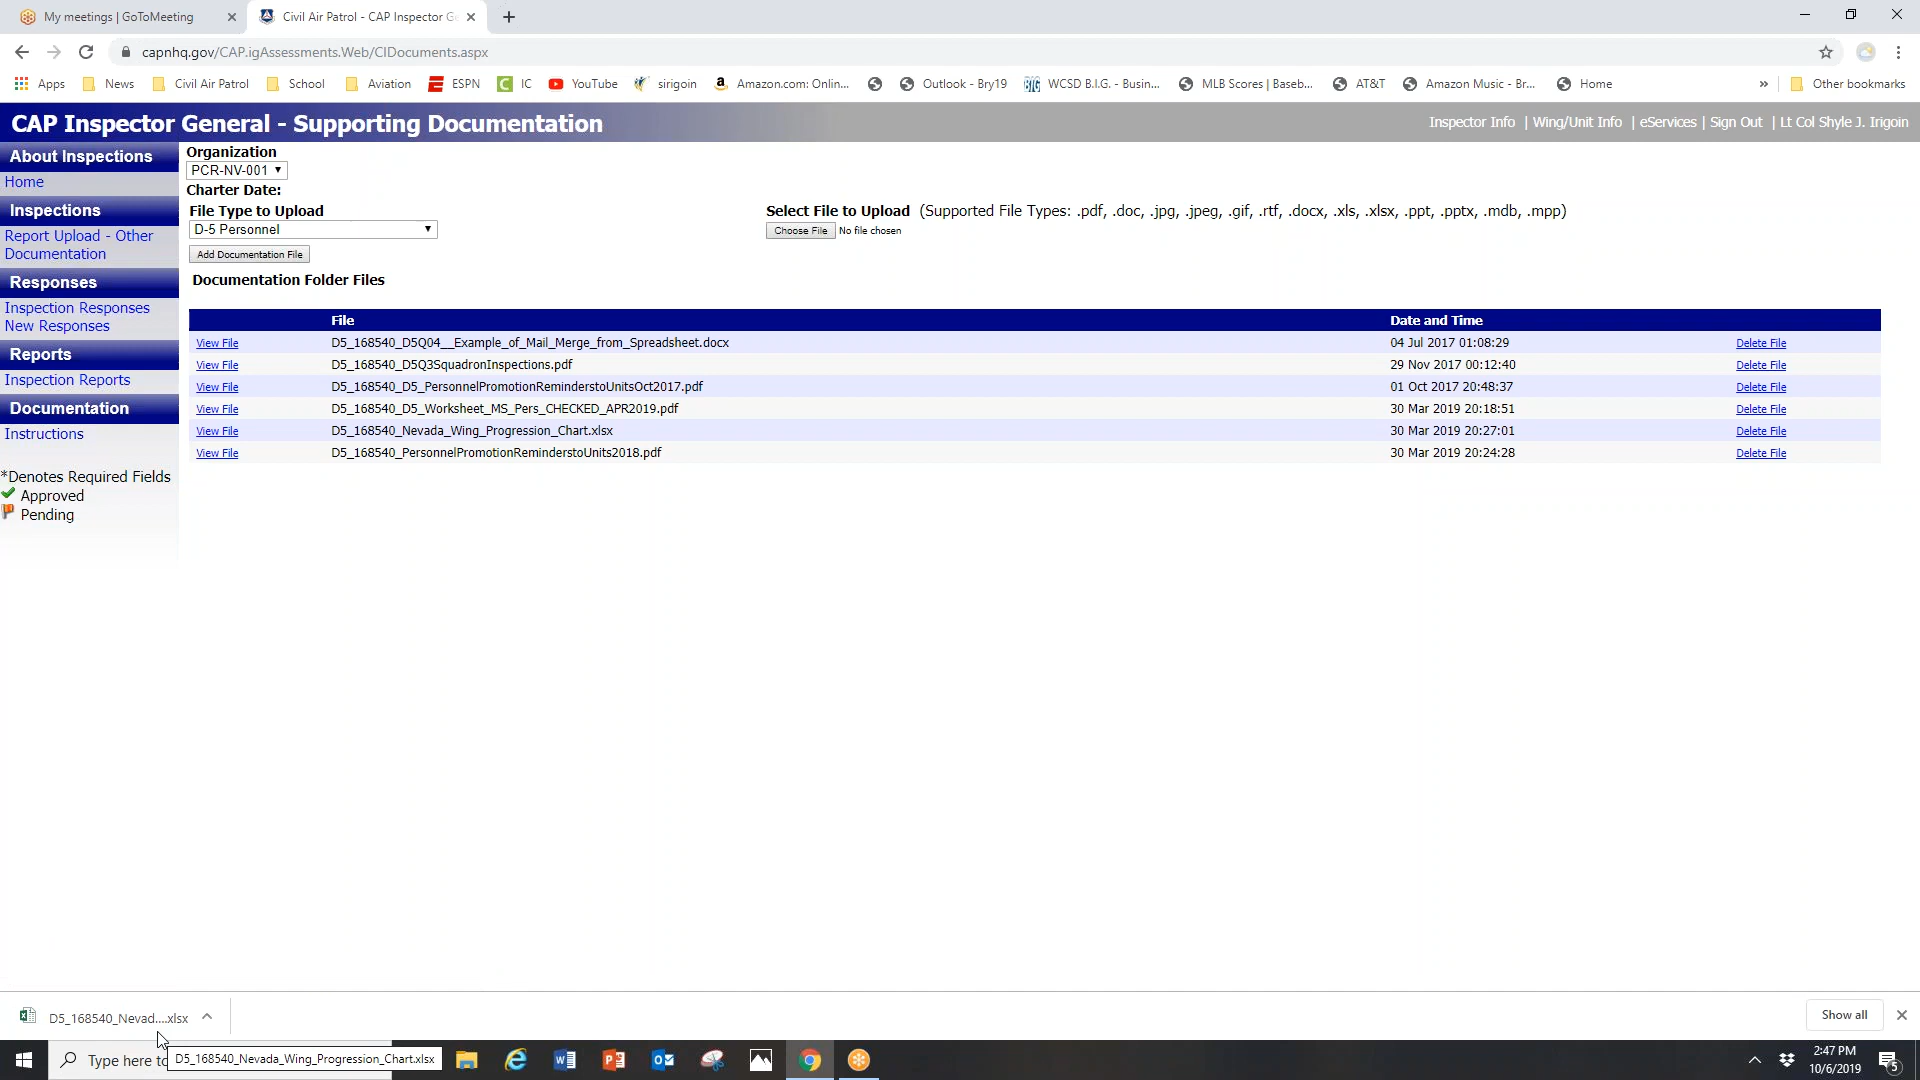 My meetings | GoToMeeting
Civil Air Patrol - CAP Inspector Ge
capnhq.gov/CAP.igAssessments.Web/CIDocuments.aspx
Apps News Civil Air Patrol School Aviation ESPN IC YouTube sirigoin Amazon.com: Onlin... Outlook - Bry19 WCSD B.I.G. - Busin... MLB Scores | Baseb... AT&T Amazon Music - Br... Home » Other bookmarks
CAP Inspector General - Supporting Documentation
Inspector Info | Wing/Unit Info | eServices | Sign Out | Lt Col Shyle J. Irigoin
About Inspections
Home
Inspections
Report Upload - Other
Documentation
Responses
Inspection Responses
New Responses
Reports
Inspection Reports
Documentation
Instructions
*Denotes Required Fields
Approved
Pending
Organization
PCR-NV-001
Charter Date:
File Type to Upload
D-5 Personnel
Add Documentation File
Select File to Upload (Supported File Types: .pdf, .doc, .jpg, .jpeg, .gif, .rtf, .docx, .xls, .xlsx, .ppt, .pptx, .mdb, .mpp)
Choose File No file chosen
Documentation Folder Files
File Date and Time
View File D5_168540_D5Q04__Example_of_Mail_Merge_from_Spreadsheet.docx 04 Jul 2017 01:08:29 Delete File
View File D5_168540_D5Q3SquadronInspections.pdf 29 Nov 2017 00:12:40 Delete File
View File D5_168540_D5_PersonnelPromotionReminderstoUnitsOct2017.pdf 01 Oct 2017 20:48:37 Delete File
View File D5_168540_D5_Worksheet_MS_Pers_CHECKED_APR2019.pdf 30 Mar 2019 20:18:51 Delete File
View File D5_168540_Nevada_Wing_Progression_Chart.xlsx 30 Mar 2019 20:27:01 Delete File
View File D5_168540_PersonnelPromotionReminderstoUnits2018.pdf 30 Mar 2019 20:24:28 Delete File
D5_168540_Nevad....xlsx
Show all
Type here to
D5_168540_Nevada_Wing_Progression_Chart.xlsx
2:47 PM
10/6/2019
5